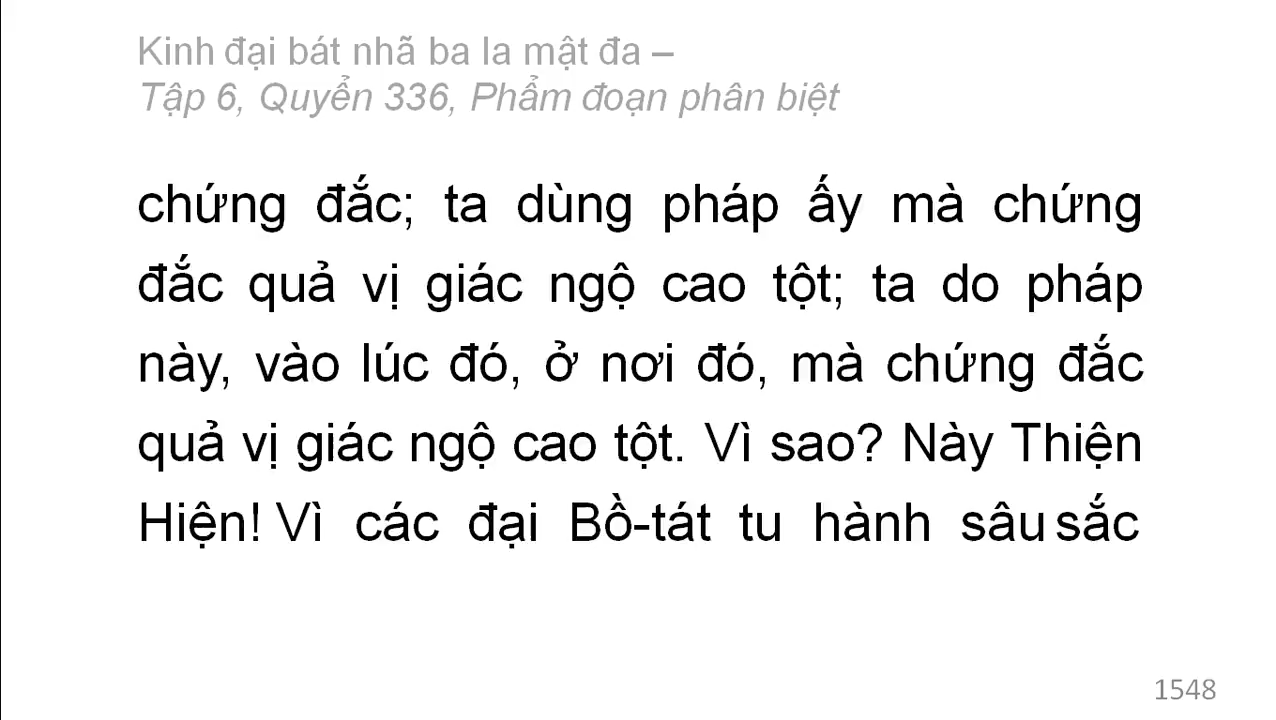 Kinh đại bát nhã ba la mật đa –
Tập 6, Quyển 336, Phẩm đoạn phân biệt
chứng đắc; ta dùng pháp ấy mà chứng
đắc quả vị giác ngộ cao tột; ta do pháp
này, vào lúc đó, ở nơi đó, mà chứng đắc
quả vị giác ngộ cao tột. Vì sao? Này Thiện
Hiện! Vì các đại Bồ-tát tu hành sâu sắc
1548